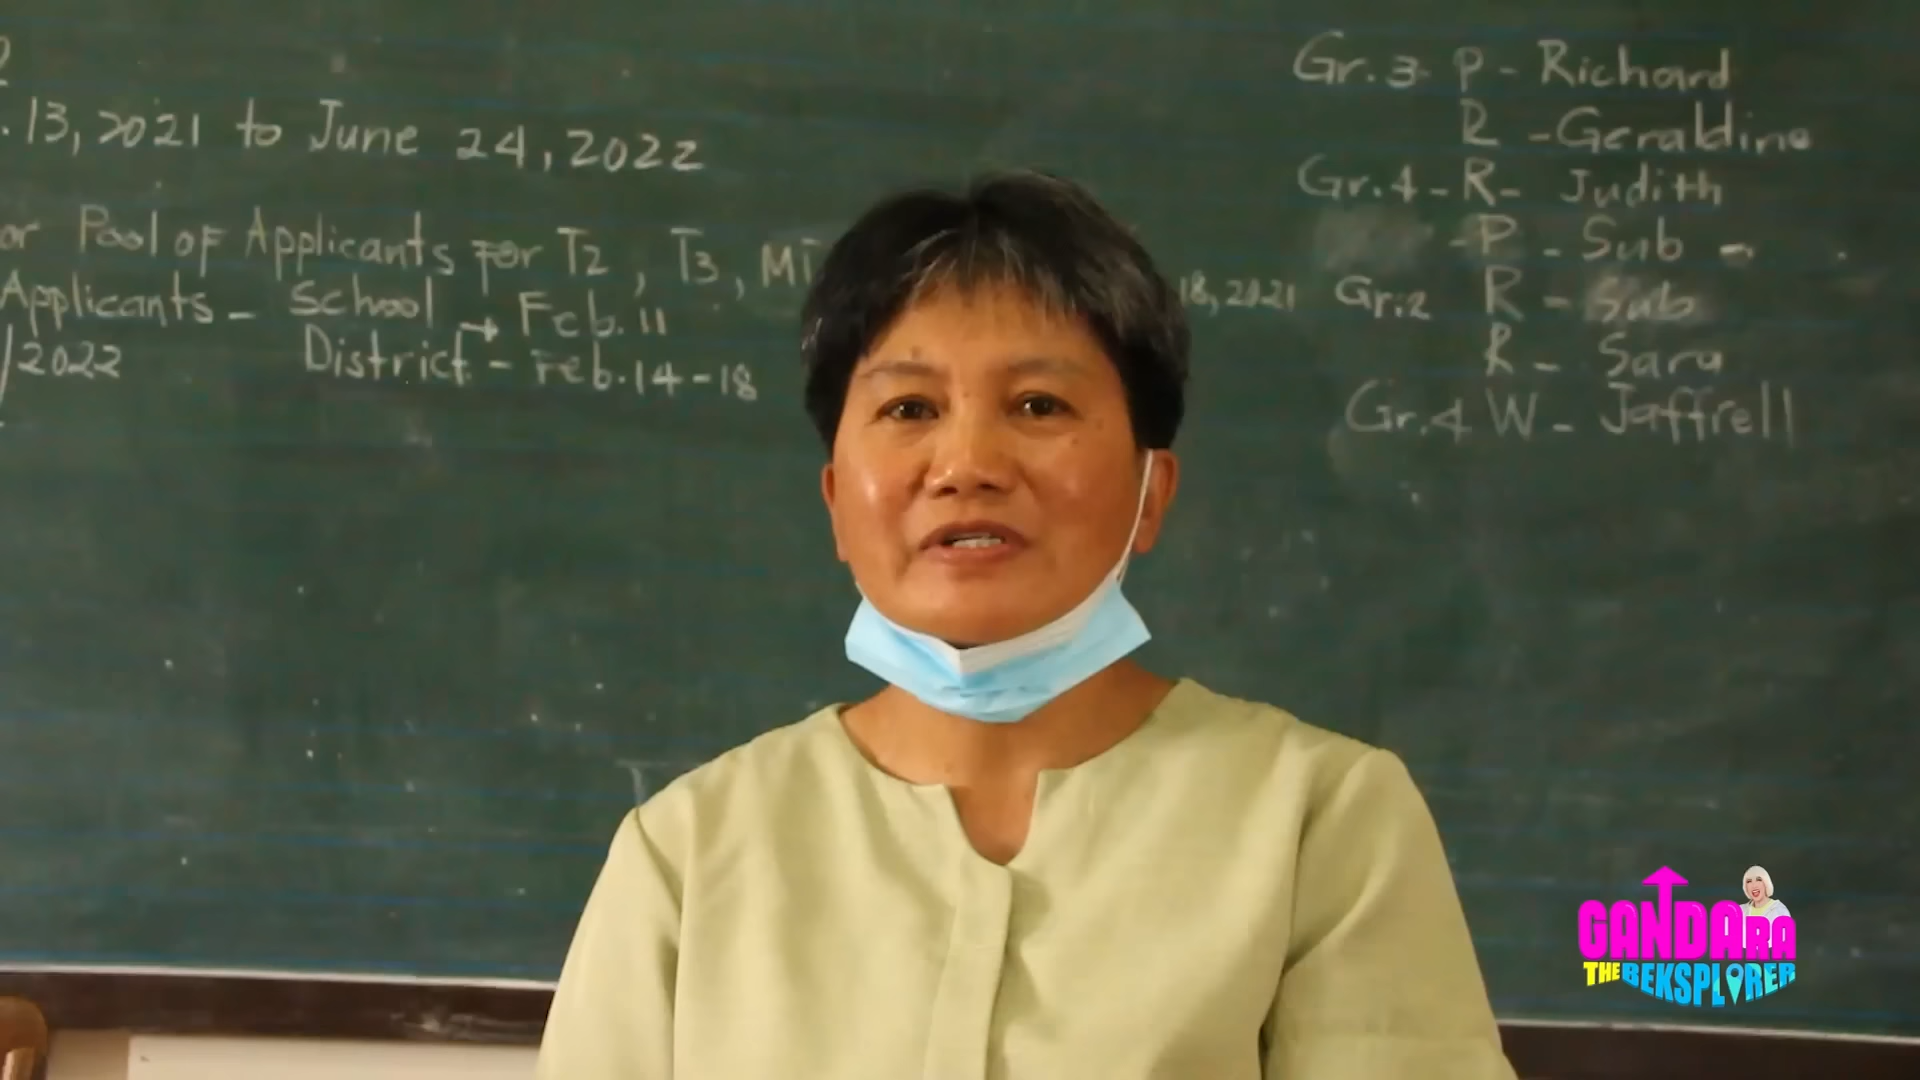 2
. 13, 2021 to June 24, 2022
or Pool of Applicants for T2, T3, MT
18, 2021
Applicants - School → Feb. 11
/2022 District - Feb. 14-18
Gr. 3 P - Richard
R - Geraldine
Gr. 4 - R - Judith
- P - Sub -
Gr. 2 R - Sub
R - Sara
Gr. 4 W - Jaffrell
GANDARA
THE BEKSPLORER